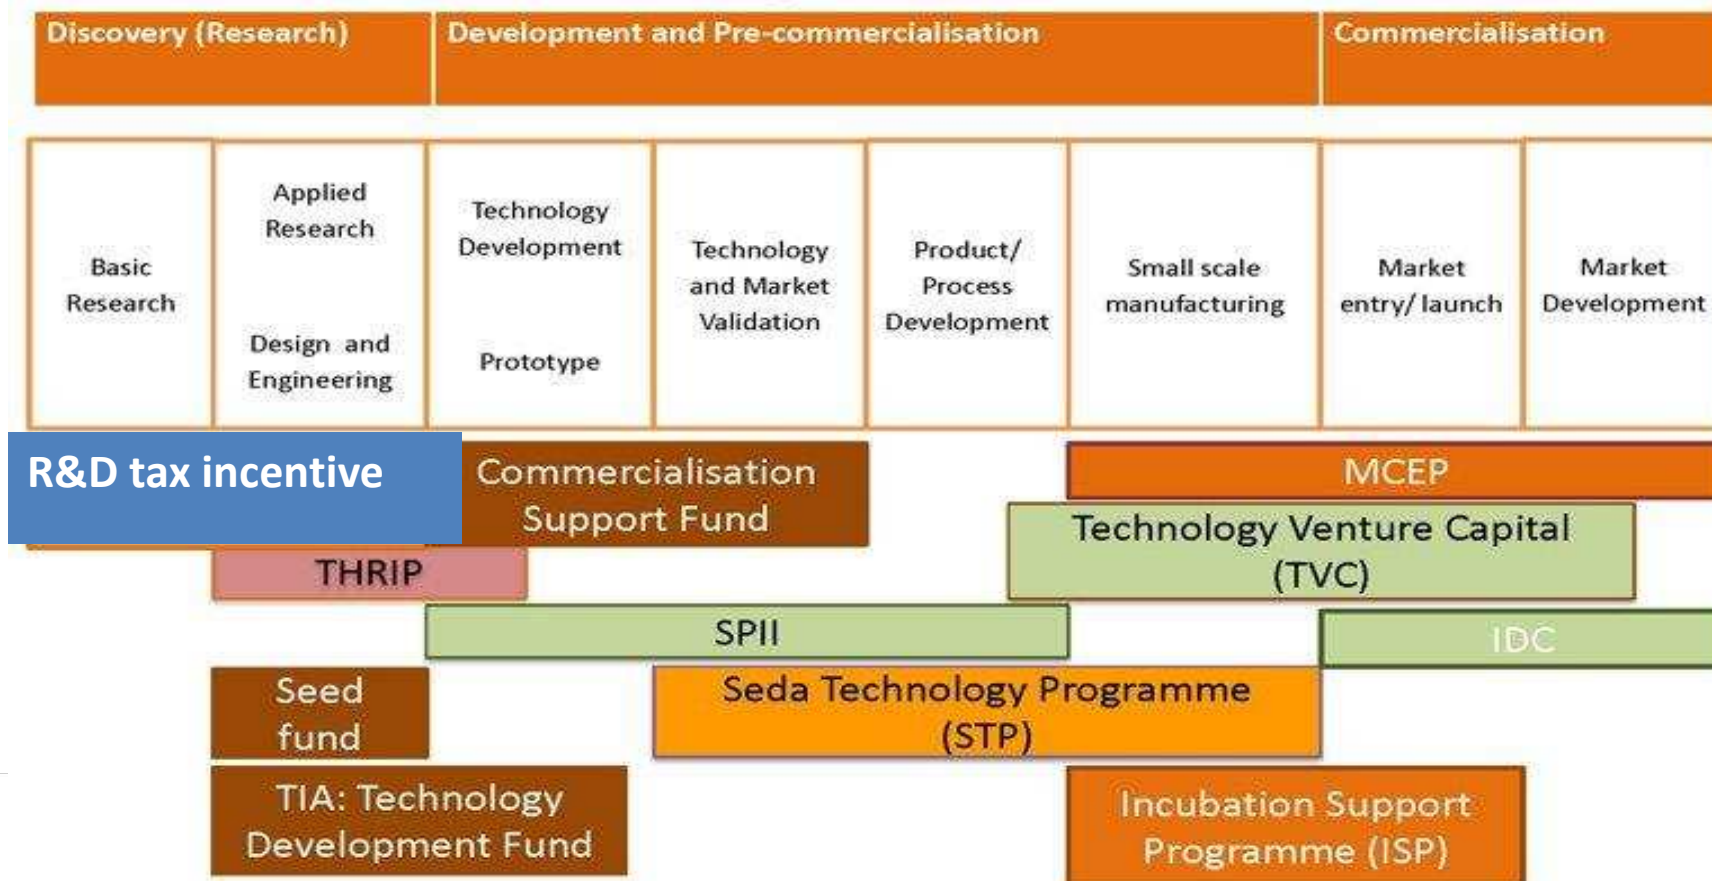 Discovery (Research)
Development and Pre-commercialisation
Commercialisation
Basic
Research
Applied
Research
Design and
Engineering
Technology
Development
Prototype
Technology
and Market
Validation
Product/
Process
Development
Small scale
manufacturing
Market
entry/ launch
Market
Development
R&D tax incentive
Commercialisation
Support Fund
MCEP
Technology Venture Capital
(TVC)
THRIP
SPII
IDC
Seed
fund
Seda Technology Programme
(STP)
TIA: Technology
Development Fund
Incubation Support
Programme (ISP)